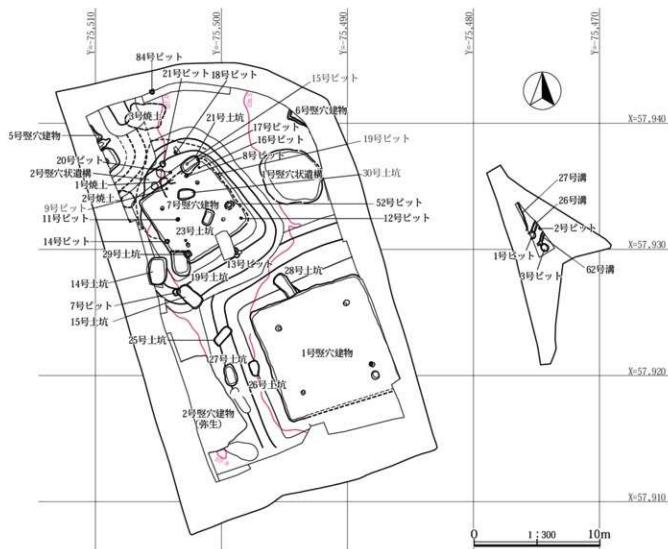 Y=-75,510
Y=-75,500
Y=-75,490
Y=-75,480
Y=-75,470
84号ピット
21号ピット
18号ピット
15号ピット
3号焼土
21号土坑
6号竪穴建物
X=57,940
5号竪穴建物
17号ピット
16号ピット
19号ピット
8号ピット
20号ピット
2号竪穴状遺構
1号竪穴状遺構
30号土坑
1号焼土
2号焼土
7号竪穴建物
9号ピット
52号ピット
11号ピット
12号ピット
23号土坑
27号溝
26号溝
2号ピット
14号ピット
X=57,930
29号土坑
13号ピット
1号ピット
62号溝
3号ピット
19号土坑
28号土坑
14号土坑
7号ピット
15号土坑
25号土坑
1号竪穴建物
27号土坑
26号土坑
X=57,920
2号竪穴建物
(弥生)
X=57,910
0
1:300
10m